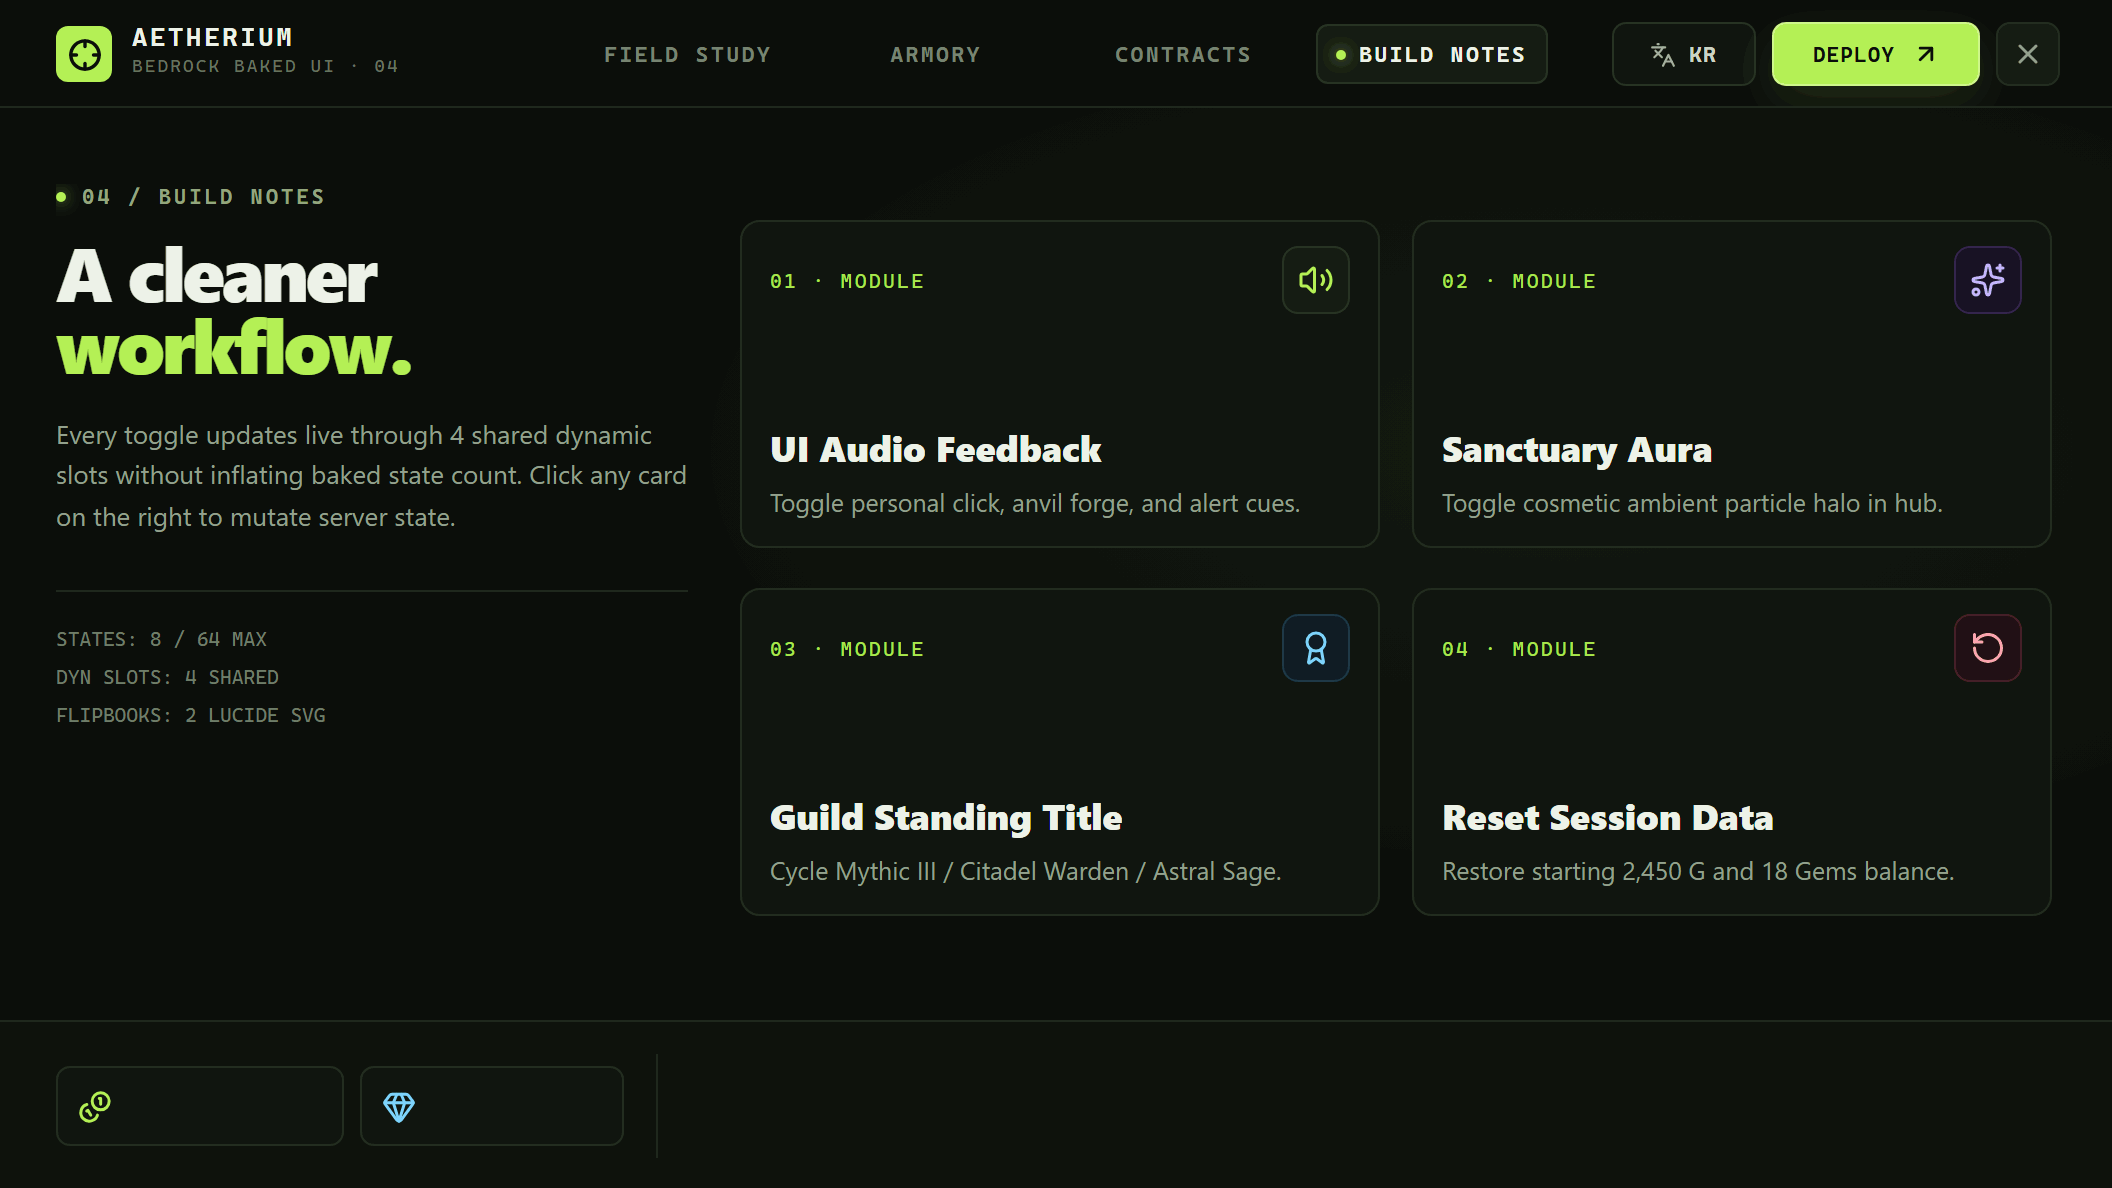 AETHERIUM
BEDROCK BAKED UI · 04
FIELD STUDY
ARMORY
CONTRACTS
BUILD NOTES
KR
DEPLOY
04 / BUILD NOTES
A cleaner
workflow.
Every toggle updates live through 4 shared dynamic
slots without inflating baked state count. Click any card
on the right to mutate server state.
STATES: 8 / 64 MAX
DYN SLOTS: 4 SHARED
FLIPBOOKS: 2 LUCIDE SVG
01 · MODULE
UI Audio Feedback
Toggle personal click, anvil forge, and alert cues.
02 · MODULE
Sanctuary Aura
Toggle cosmetic ambient particle halo in hub.
03 · MODULE
Guild Standing Title
Cycle Mythic III / Citadel Warden / Astral Sage.
04 · MODULE
Reset Session Data
Restore starting 2,450 G and 18 Gems balance.